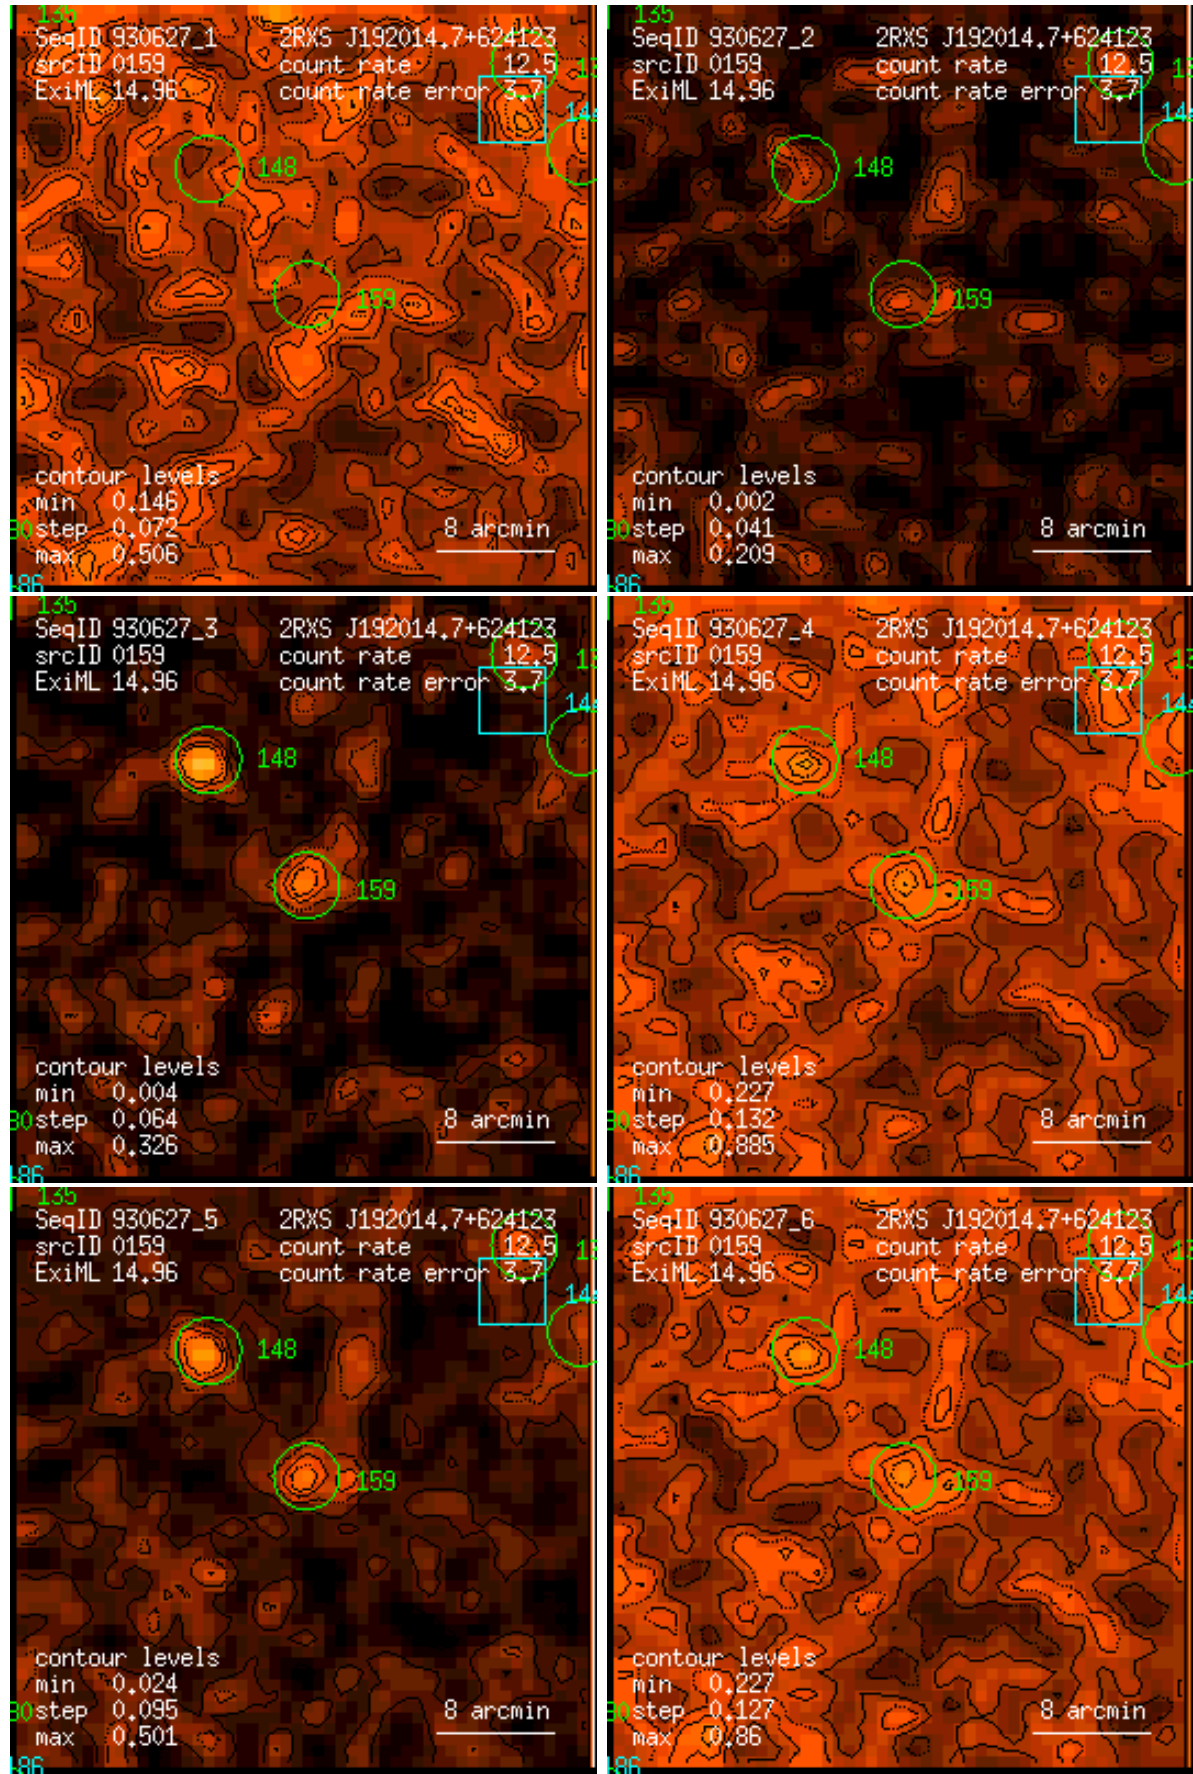 135
SeqID 930627_1 2RXS J192014.7+624123
srcID 0159 count rate 12.5
ExiML 14.96 count rate error 3.7
148
159
contour levels
min 0.146
step 0.072
max 0.506
8 arcmin
SeqID 930627_2 2RXS J192014.7+624123
srcID 0159 count rate 12.5
ExiML 14.96 count rate error 3.7
148
159
contour levels
min 0.002
step 0.041
max 0.209
8 arcmin
135
SeqID 930627_3 2RXS J192014.7+624123
srcID 0159 count rate 12.5
ExiML 14.96 count rate error 3.7
148
159
contour levels
min 0.004
step 0.064
max 0.326
8 arcmin
135
SeqID 930627_4 2RXS J192014.7+624123
srcID 0159 count rate 12.5
ExiML 14.96 count rate error 3.7
148
159
contour levels
min 0.227
step 0.132
max 0.885
8 arcmin
135
SeqID 930627_5 2RXS J192014.7+624123
srcID 0159 count rate 12.5
ExiML 14.96 count rate error 3.7
148
159
contour levels
min 0.024
step 0.095
max 0.501
8 arcmin
135
SeqID 930627_6 2RXS J192014.7+624123
srcID 0159 count rate 12.5
ExiML 14.96 count rate error 3.7
148
159
contour levels
min 0.227
step 0.127
max 0.86
8 arcmin